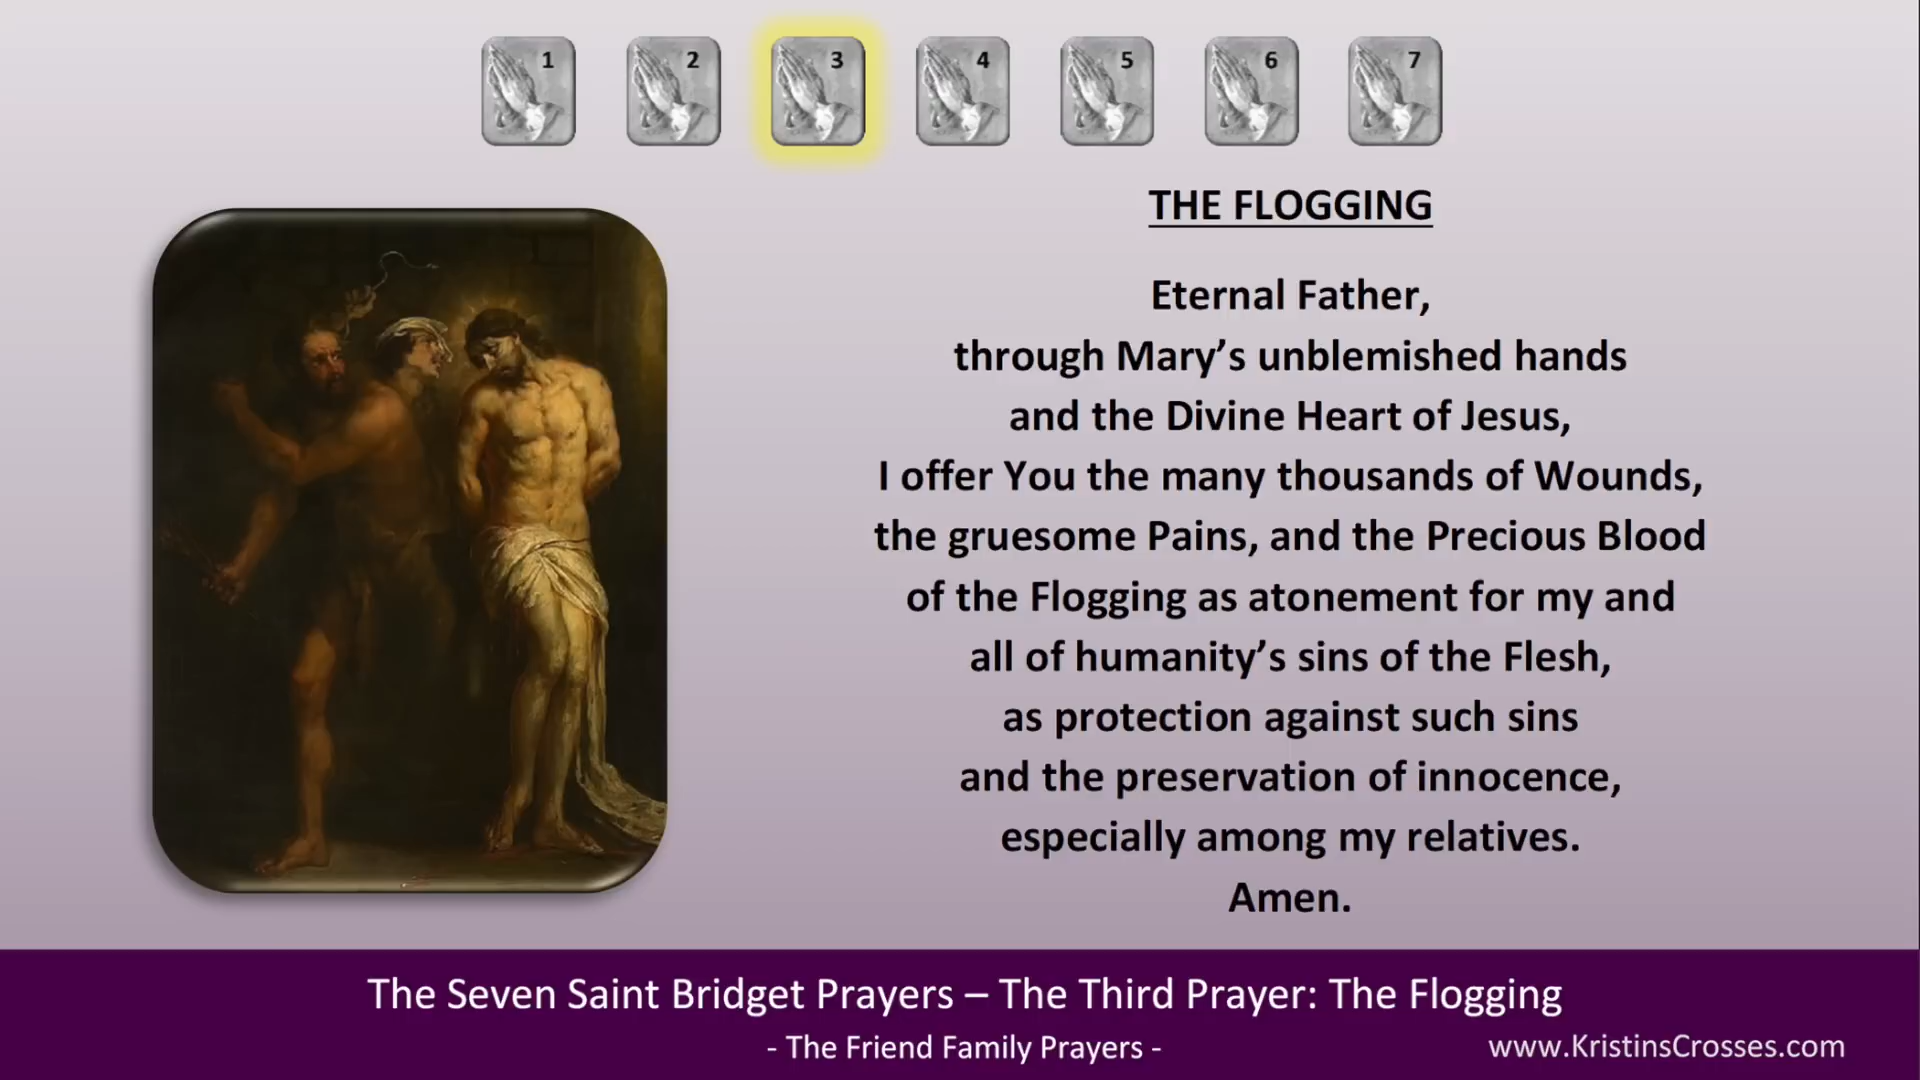 1 2 3 4 5 6 7
THE FLOGGING
Eternal Father,
through Mary’s unblemished hands
and the Divine Heart of Jesus,
I offer You the many thousands of Wounds,
the gruesome Pains, and the Precious Blood
of the Flogging as atonement for my and
all of humanity’s sins of the Flesh,
as protection against such sins
and the preservation of innocence,
especially among my relatives.
Amen.
The Seven Saint Bridget Prayers – The Third Prayer: The Flogging
- The Friend Family Prayers -
www.KristinsCrosses.com